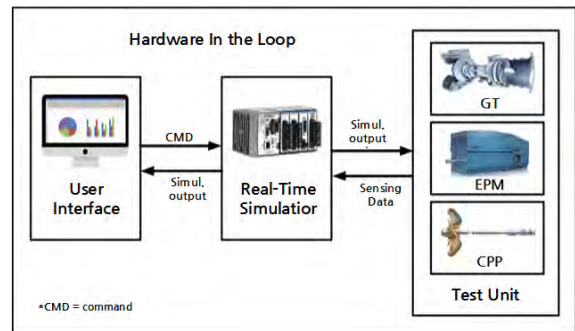 Hardware In the Loop
User
Interface
CMD
Simul.
output
Real-Time
Simulatior
Simul.
output
Sensing
Data
GT
EPM
CPP
Test Unit
*CMD = command